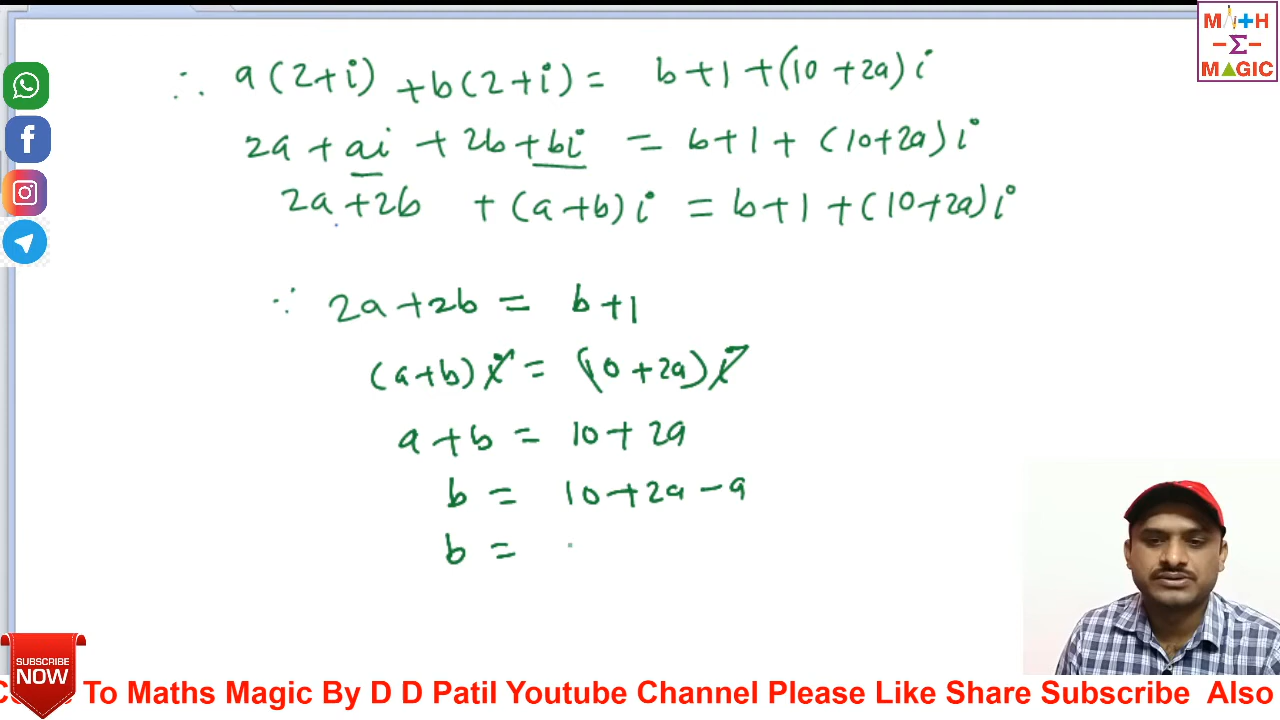 M+H
-Σ-
M▲GIC
∴ a(2+i) +b(2+i) = b+1+(10+2a)i
2a + ai + 2b+bi = b+1+(10+2a)i
2a+2b + (a+b)i = b+1+(10+2a)i
∵ 2a+2b = b+1
(a+b)i = (10+2a)i
a+b = 10+2a
b = 10+2a-a
b =
SUBSCRIBE
NOW
To Maths Magic By D D Patil Youtube Channel Please Like Share Subscribe Also